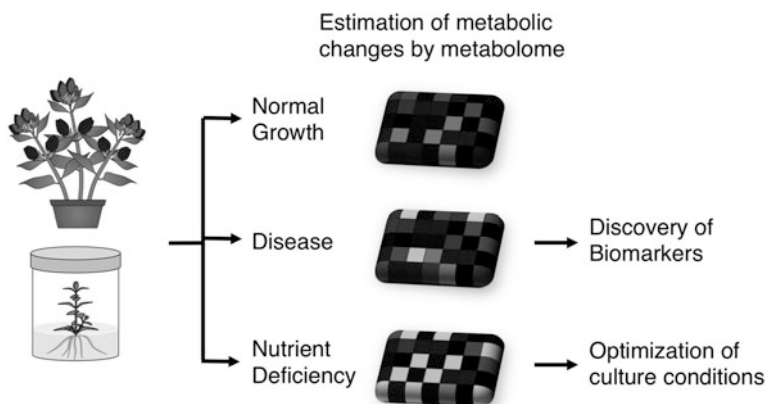 Estimation of metabolic
changes by metabolome
Normal
Growth
Disease
Discovery of
Biomarkers
Nutrient
Deficiency
Optimization of
culture conditions